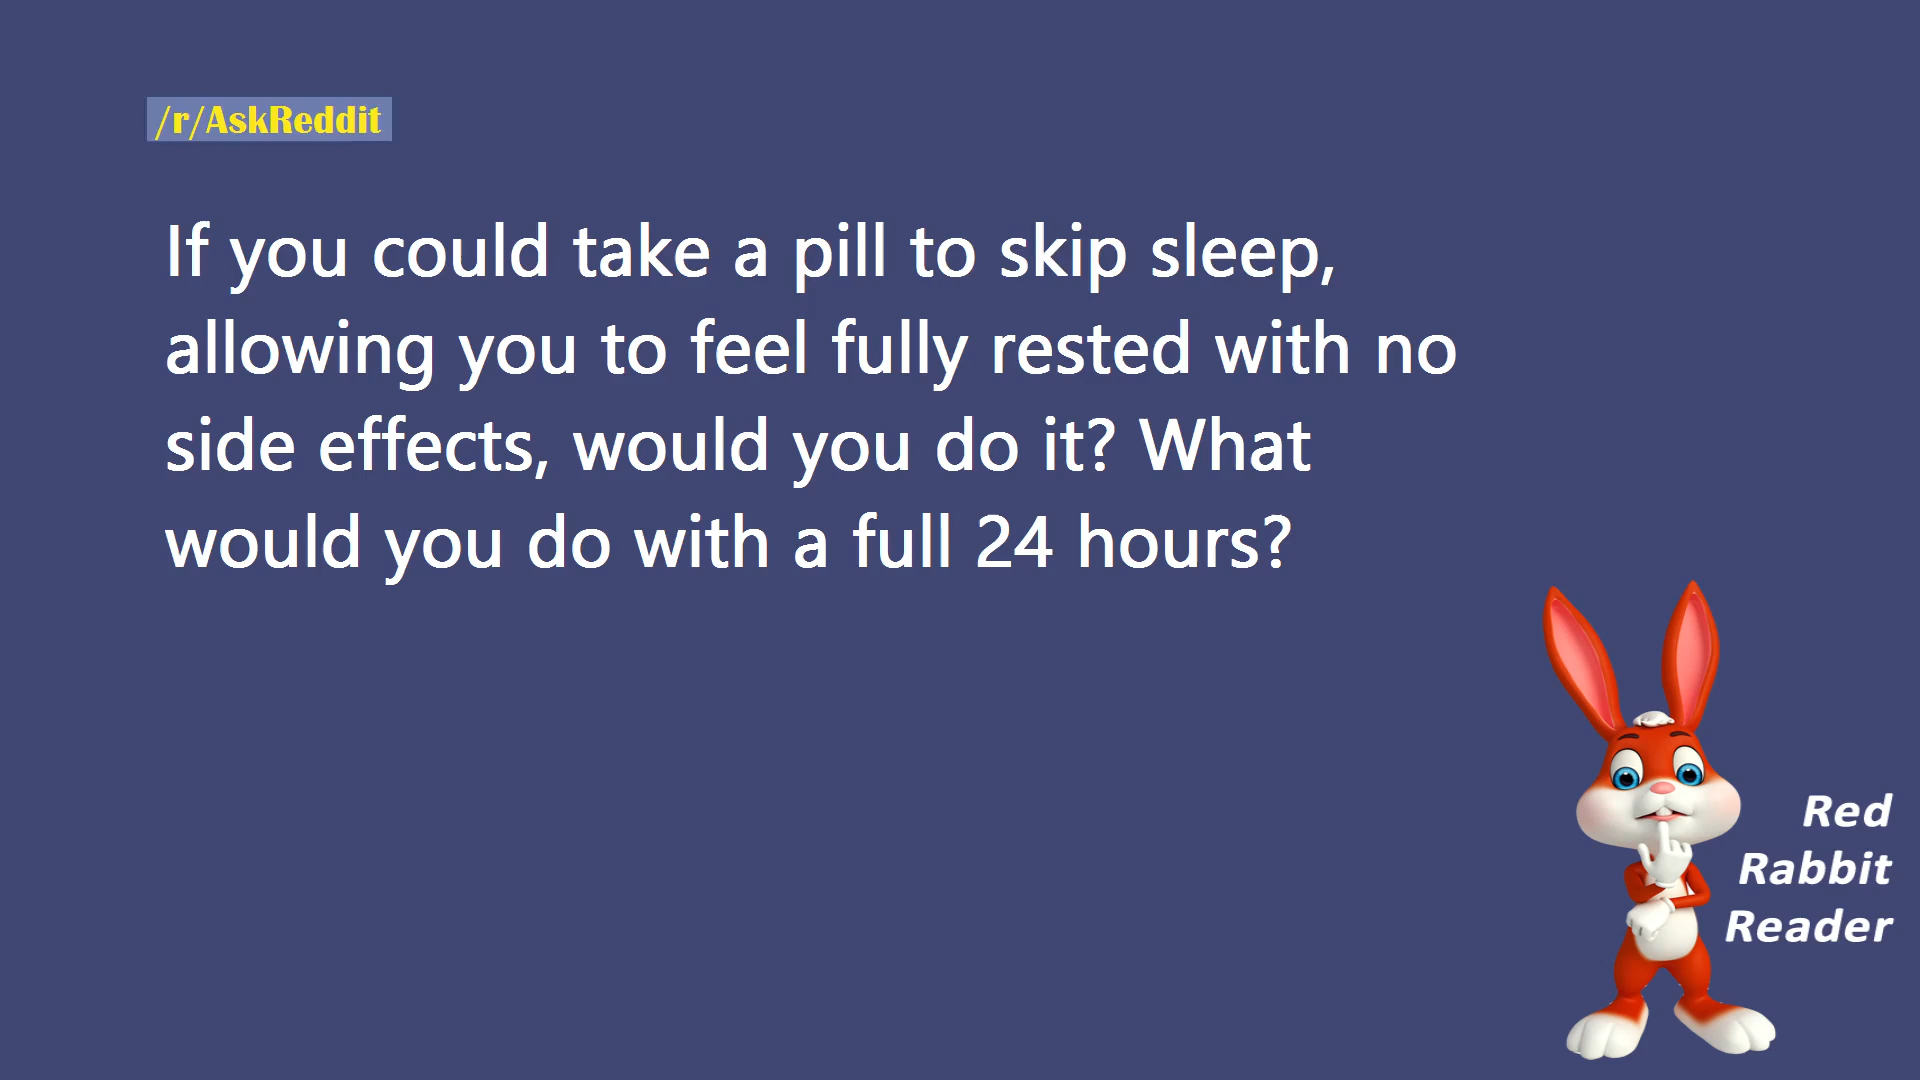 /r/AskReddit
If you could take a pill to skip sleep,
allowing you to feel fully rested with no
side effects, would you do it? What
would you do with a full 24 hours?
Red
Rabbit
Reader